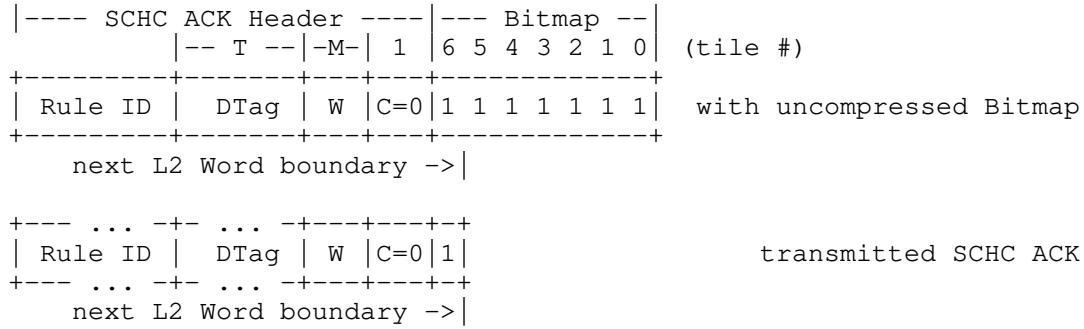 |---- SCHC ACK Header ----|--- Bitmap --|
          |-- T --|-M-| 1 |6 5 4 3 2 1 0| (tile #)
+---------+-------+---+---+-------------+
| Rule ID |  DTag | W |C=0|1 1 1 1 1 1 1|  with uncompressed Bitmap
+---------+-------+---+---+-------------+
    next L2 Word boundary ->|

+--- ... -+- ... -+---+---+-+
| Rule ID |  DTag | W |C=0|1|                 transmitted SCHC ACK
+--- ... -+- ... -+---+---+-+
    next L2 Word boundary ->|